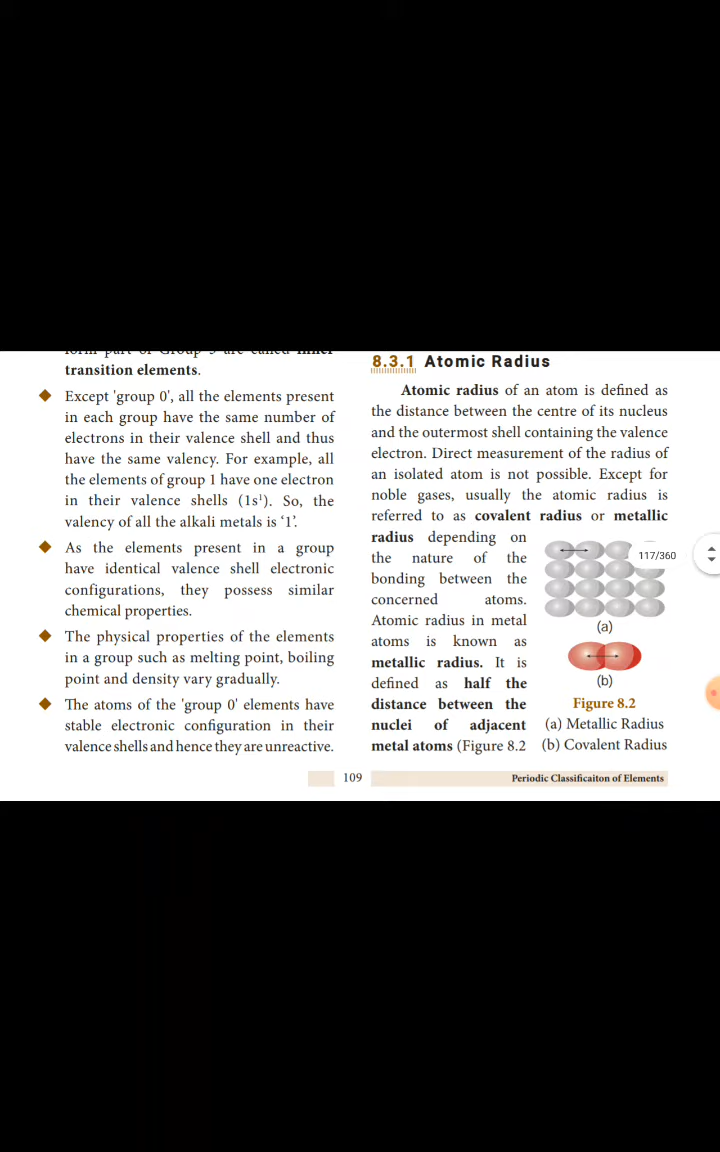 form part of Group 3 are called inner
transition elements.
◆ Except 'group 0', all the elements present
in each group have the same number of
electrons in their valence shell and thus
have the same valency. For example, all
the elements of group 1 have one electron
in their valence shells (1s¹). So, the
valency of all the alkali metals is ‘1’.
◆ As the elements present in a group
have identical valence shell electronic
configurations, they possess similar
chemical properties.
◆ The physical properties of the elements
in a group such as melting point, boiling
point and density vary gradually.
◆ The atoms of the 'group 0' elements have
stable electronic configuration in their
valence shells and hence they are unreactive.
8.3.1 Atomic Radius
Atomic radius of an atom is defined as
the distance between the centre of its nucleus
and the outermost shell containing the valence
electron. Direct measurement of the radius of
an isolated atom is not possible. Except for
noble gases, usually the atomic radius is
referred to as covalent radius or metallic
radius depending on
the nature of the
bonding between the
concerned atoms.
Atomic radius in metal
atoms is known as
metallic radius. It is
defined as half the
distance between the
nuclei of adjacent
metal atoms (Figure 8.2
117/360
(a)
(b)
Figure 8.2
(a) Metallic Radius
(b) Covalent Radius
109
Periodic Classificaiton of Elements